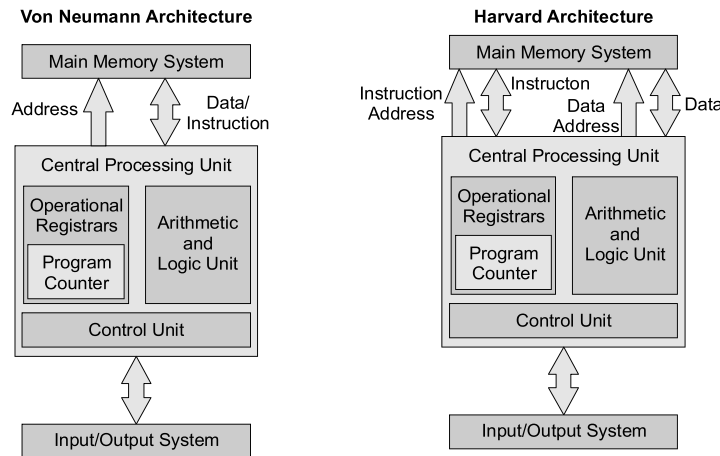 Von Neumann Architecture
Main Memory System
Address
Data/
Instruction
Central Processing Unit
Operational
Registrars
Program
Counter
Arithmetic
and
Logic Unit
Control Unit
Input/Output System
Harvard Architecture
Main Memory System
Instruction
Address
Instructon
Data
Address
Data
Central Processing Unit
Operational
Registrars
Program
Counter
Arithmetic
and
Logic Unit
Control Unit
Input/Output System